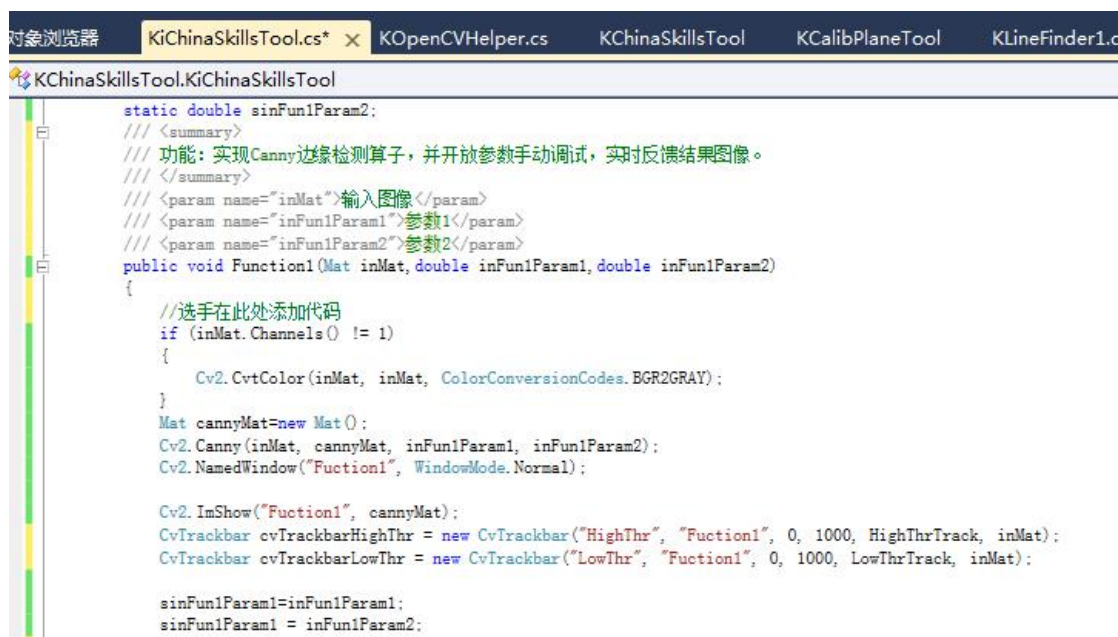 对象浏览器 KiChinaSkillsTool.cs* × KOpenCVHelper.cs KChinaSkillsTool KCalibPlaneTool KLineFinder1.c
KChinaSkillsTool.KiChinaSkillsTool
static double sinFun1Param2;
/// <summary>
/// 功能：实现Canny边缘检测算子，并开放参数手动调试，实时反馈结果图像。
/// </summary>
/// <param name="inMat">输入图像</param>
/// <param name="inFun1Param1">参数1</param>
/// <param name="inFun1Param2">参数2</param>
public void Function1(Mat inMat,double inFun1Param1,double inFun1Param2)
{
//选手在此处添加代码
if (inMat.Channels() != 1)
{
Cv2.CvtColor(inMat, inMat, ColorConversionCodes.BGR2GRAY);
}
Mat cannyMat=new Mat();
Cv2.Canny(inMat, cannyMat, inFun1Param1, inFun1Param2);
Cv2.NamedWindow("Fuction1", WindowMode.Normal);
Cv2.ImShow("Fuction1", cannyMat);
CvTrackbar cvTrackbarHighThr = new CvTrackbar("HighThr", "Fuction1", 0, 1000, HighThrTrack, inMat);
CvTrackbar cvTrackbarLowThr = new CvTrackbar("LowThr", "Fuction1", 0, 1000, LowThrTrack, inMat);
sinFun1Param1=inFun1Param1;
sinFun1Param1 = inFun1Param2;